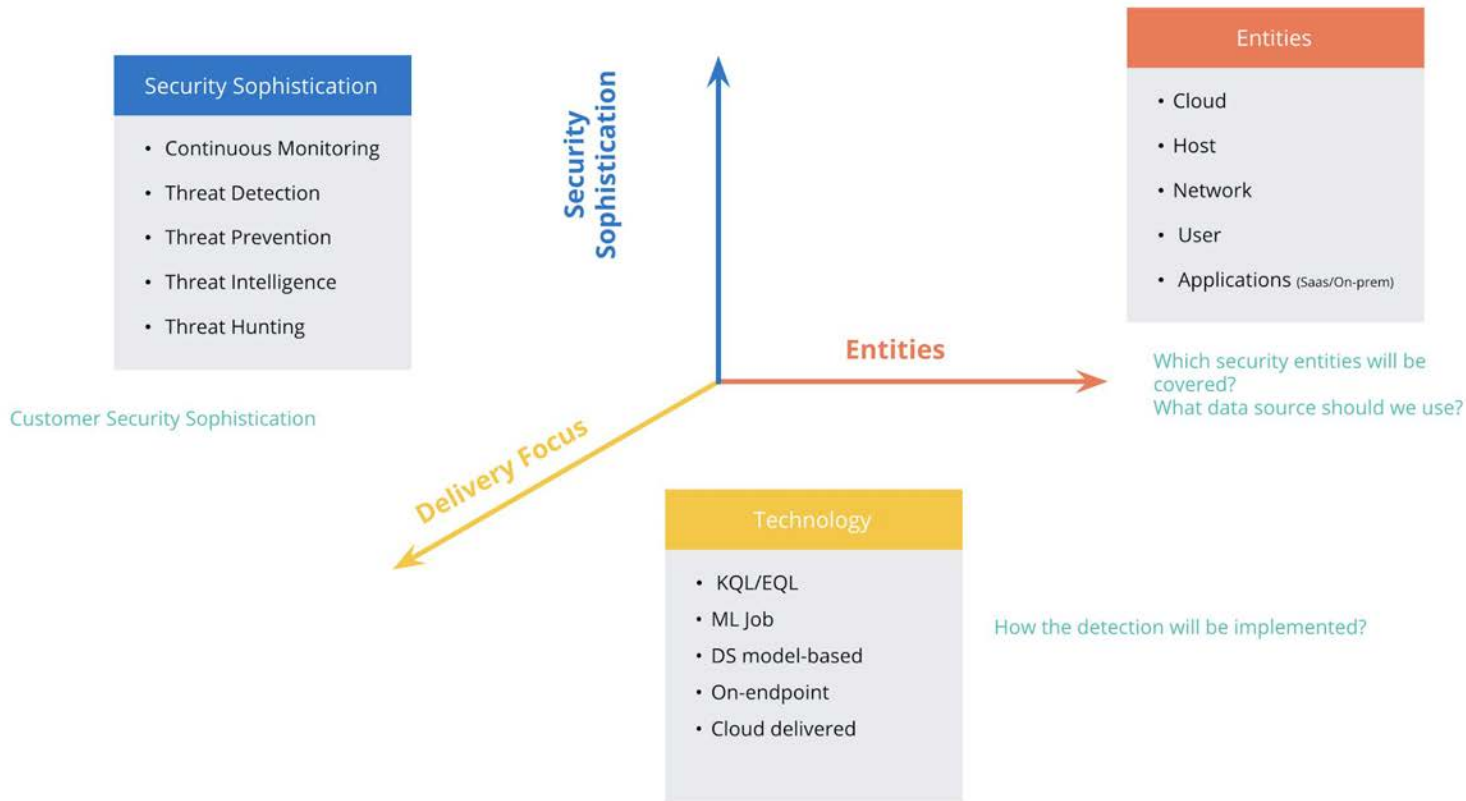 Security Sophistication
• Continuous Monitoring
• Threat Detection
• Threat Prevention
• Threat Intelligence
• Threat Hunting
Customer Security Sophistication
Security
Sophistication
Entities
Delivery Focus
Entities
• Cloud
• Host
• Network
• User
• Applications (Saas/On-prem)
Which security entities will be
covered?
What data source should we use?
Technology
• KQL/EQL
• ML Job
• DS model-based
• On-endpoint
• Cloud delivered
How the detection will be implemented?